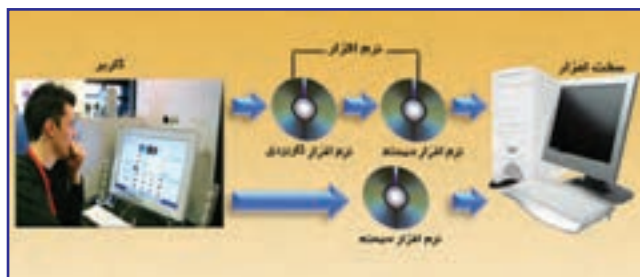 نرم افزار
سخت افزار
کاربر
نرم افزار سیستم
نرم افزار کاربردی
نرم افزار سیستم